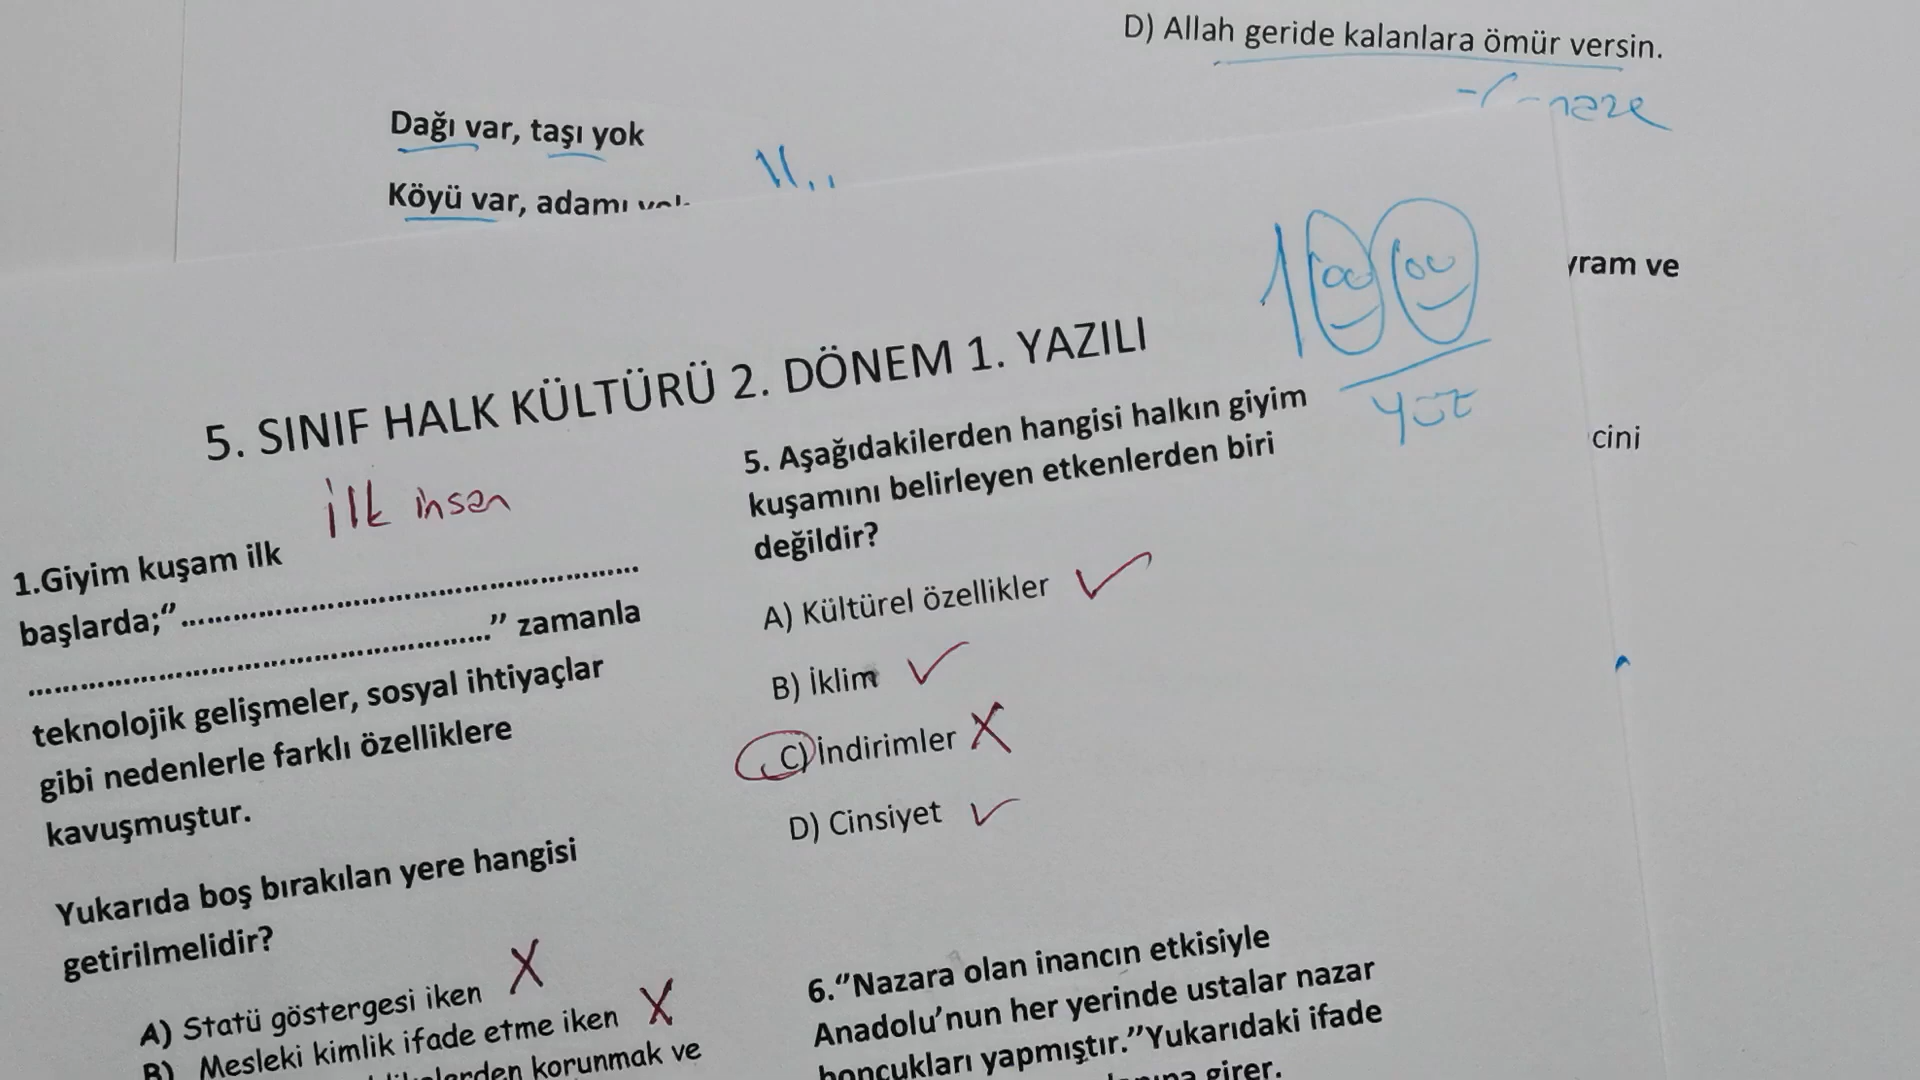 D) Allah geride kalanlara ömür versin.
Dağı var, taşı yok
Köyü var, adamı
100
yüz
yram ve
cini
5. SINIF HALK KÜLTÜRÜ 2. DÖNEM 1. YAZILI
ilk insan
1.Giyim kuşam ilk
başlarda;"..........................................
.........................................." zamanla
teknolojik gelişmeler, sosyal ihtiyaçlar
gibi nedenlerle farklı özelliklere
kavuşmuştur.
Yukarıda boş bırakılan yere hangisi
getirilmelidir?
A) Statü göstergesi iken
B) Mesleki kimlik ifade etme iken
korunmak ve
5. Aşağıdakilerden hangisi halkın giyim
kuşamını belirleyen etkenlerden biri
değildir?
A) Kültürel özellikler
B) İklim
C) İndirimler
D) Cinsiyet
6."Nazara olan inancın etkisiyle
Anadolu'nun her yerinde ustalar nazar
boncukları yapmıştır."Yukarıdaki ifade
girer.